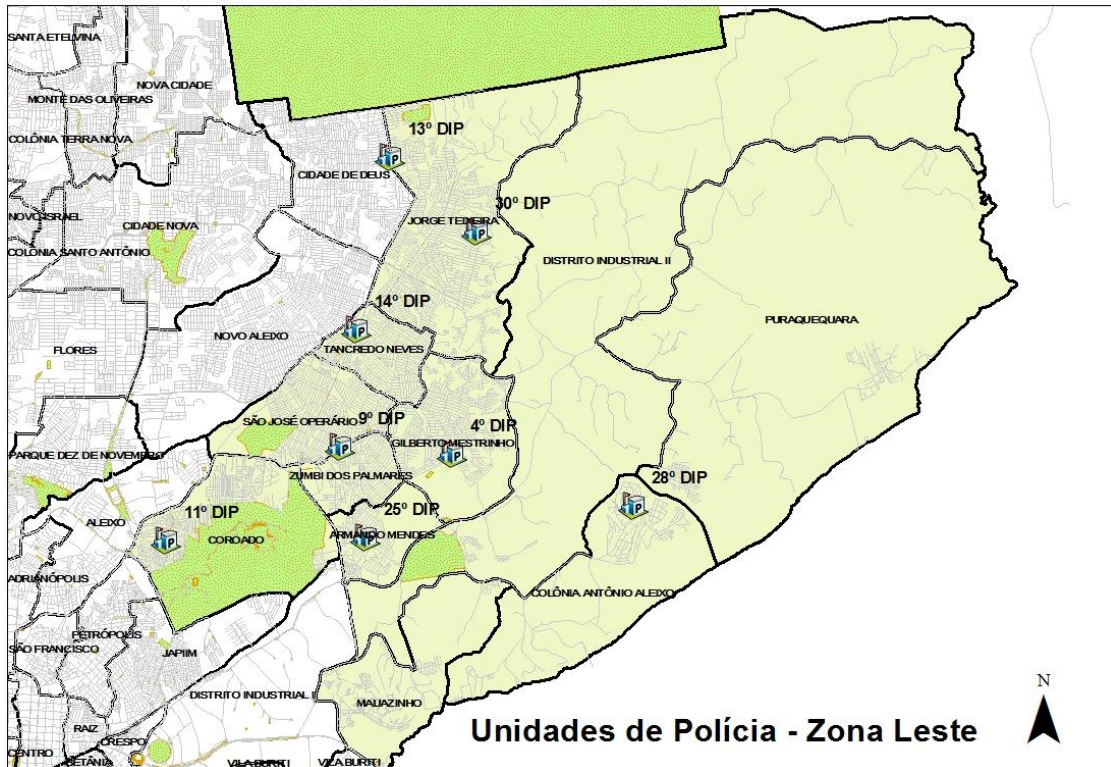 SANTA ETELVINA
NOVA CIDADE
MONTE DAS OLIVEIRAS
COLÔNIA TERRA NOVA
13º DIP
CIDADE DE DEUS
NOVO ISRAEL
CIDADE NOVA
COLÔNIA SANTO ANTÔNIO
30º DIP
JORGE TEIXEIRA
DISTRITO INDUSTRIAL II
14º DIP
NOVO ALEIXO
TANCREDO NEVES
FLORES
PURAQUEQUARA
SÃO JOSÉ OPERÁRIO
9º DIP
4º DIP
GILBERTO MESTRINHO
PARQUE DEZ DE NOVEMBRO
ZUMBI DOS PALMARES
28º DIP
11º DIP
25º DIP
ALEIXO
COROADO
ARMANDO MENDES
ADRIANÓPOLIS
COLÔNIA ANTÔNIO ALEIXO
PETRÓPOLIS
SÃO FRANCISCO
JAPIIM
DISTRITO INDUSTRIAL I
MAUAZINHO
N
RAIZ
CRESPO
CENTRO
BETÂNIA
VILA BURITI
VILA BURITI
Unidades de Polícia - Zona Leste